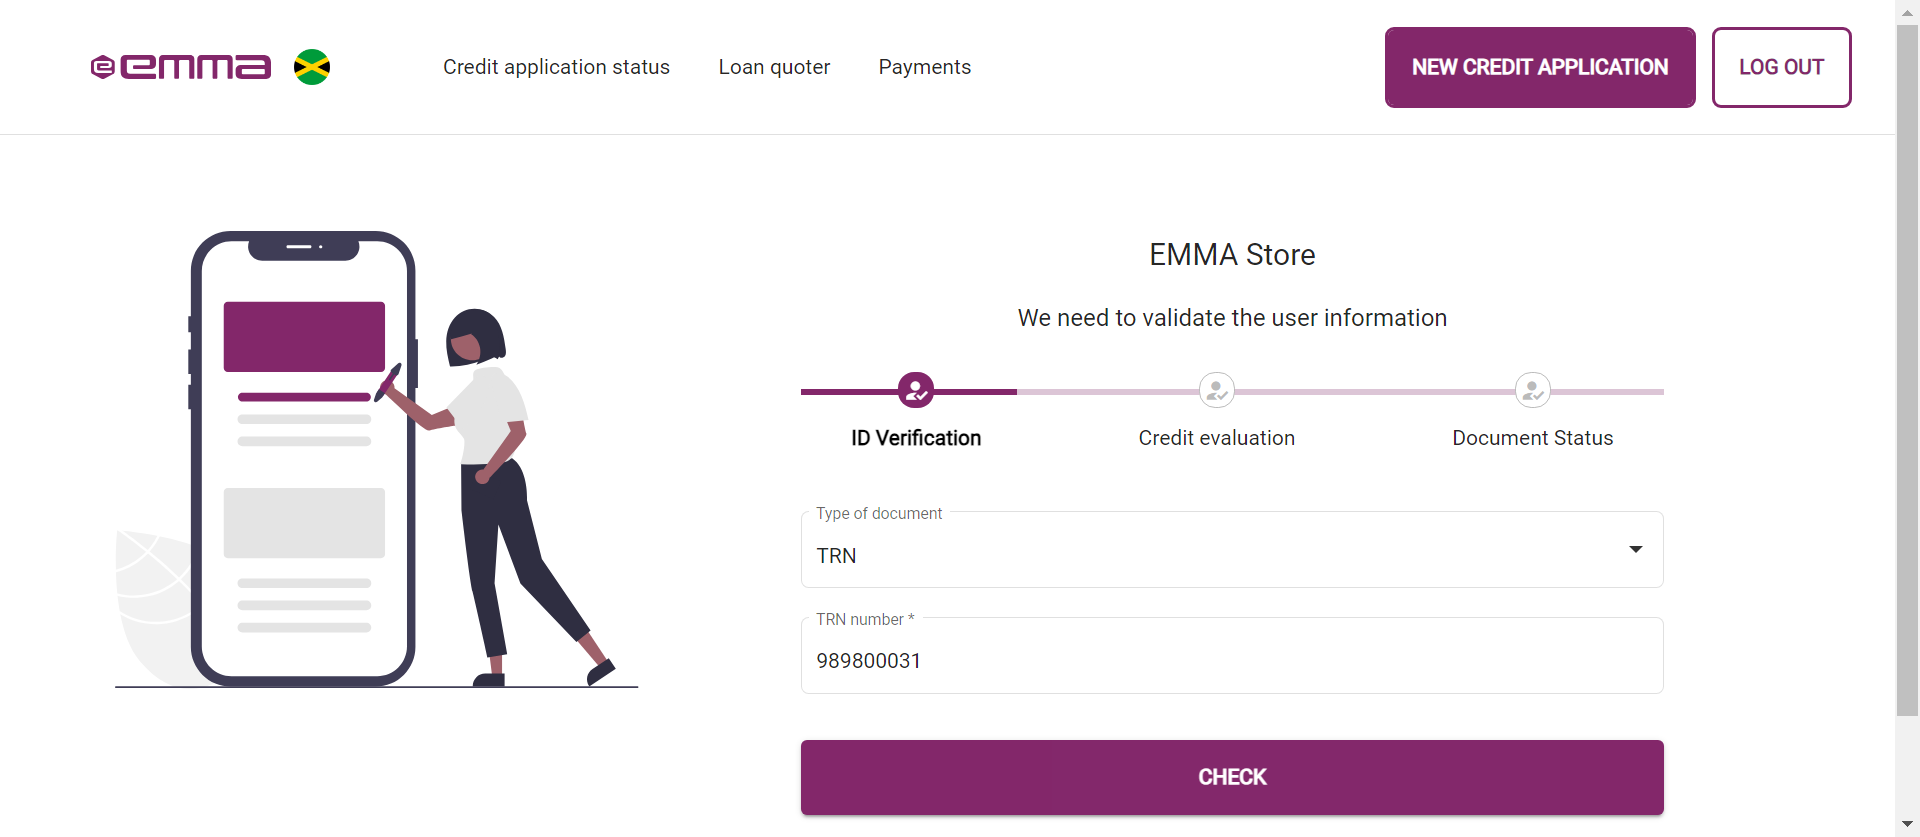 emma
Credit application status
Loan quoter
Payments
NEW CREDIT APPLICATION
LOG OUT
EMMA Store
We need to validate the user information
ID Verification
Credit evaluation
Document Status
Type of document
TRN
TRN number *
989800031
CHECK